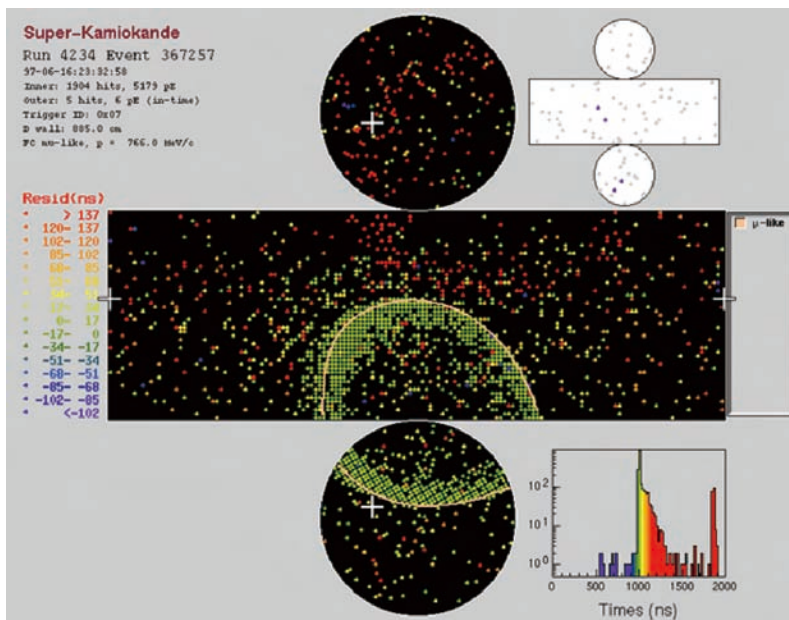 Super-Kamiokande
Run 4234 Event 367257
97-06-16:23:32:58
Inner: 1904 hits, 5179 pE
Outer: 5 hits, 6 pE (in-time)
Trigger ID: 0x07
D wall: 885.0 cm
FC mu-like, p = 766.0 MeV/c
Resid(ns)
> 137
120- 137
102- 120
85- 102
68- 85
0- 17
-17- 0
-34- -17
-51- -34
-68- -51
-85- -68
-102- -85
<-102
μ-like
10²
10¹
10⁰
0 500 1000 1500 2000
Times (ns)